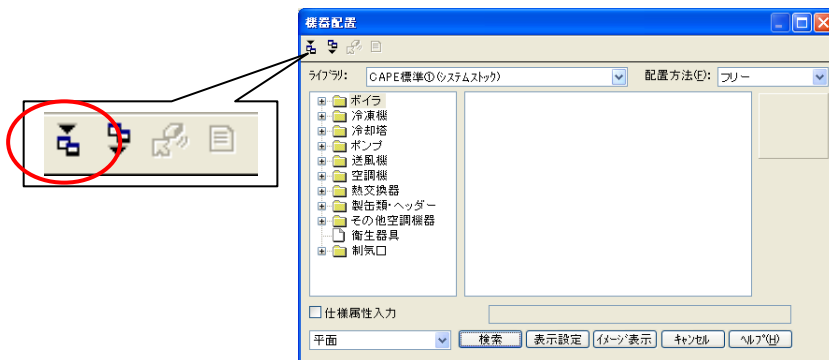 機器配置
ﾗｲﾌﾞﾗﾘ: CAPE標準①(ｼｽﾃﾑｽﾄｯｸ) 配置方法(F): フリー
ボイラ
冷凍機
冷却塔
ポンプ
送風機
空調機
熱交換器
製缶類・ヘッダー
その他空調機器
衛生器具
制気口
仕様属性入力
平面 検索 表示設定 ｲﾒｰｼﾞ表示 ｷｬﾝｾﾙ ﾍﾙﾌﾟ(H)